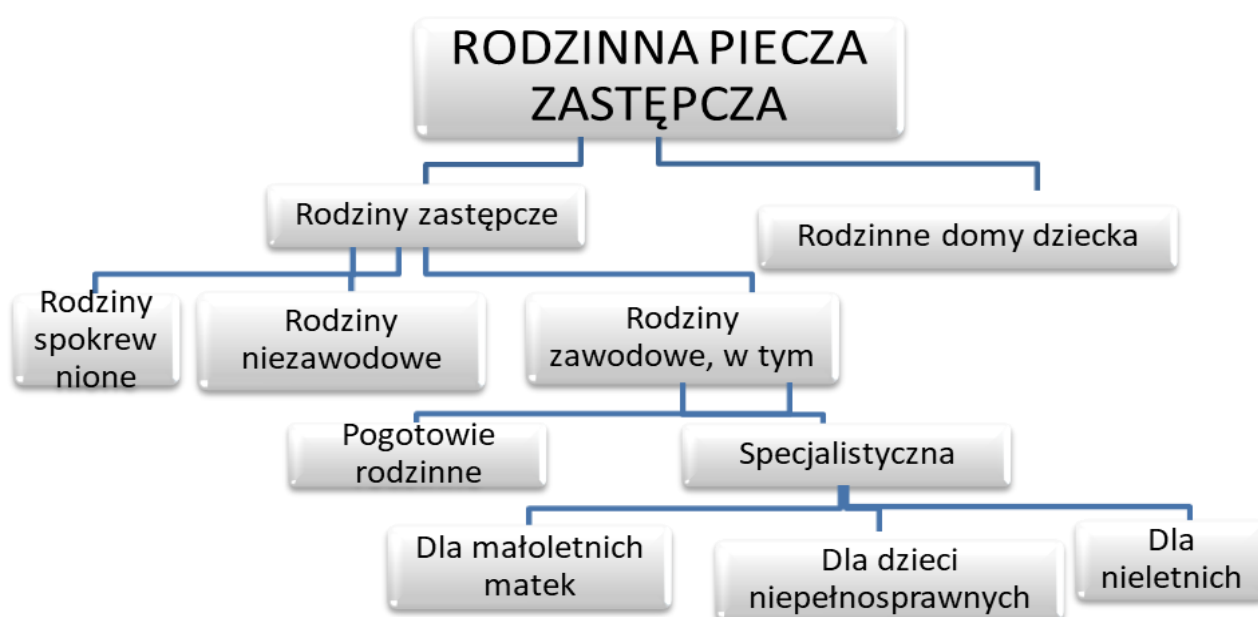 RODZINNA PIECZA
ZASTĘPCZA
Rodziny zastępcze
Rodzinne domy dziecka
Rodziny
spokrew
nione
Rodziny
niezawodowe
Rodziny
zawodowe, w tym
Pogotowie
rodzinne
Specjalistyczna
Dla małoletnich
matek
Dla dzieci
niepełnosprawnych
Dla
nieletnich